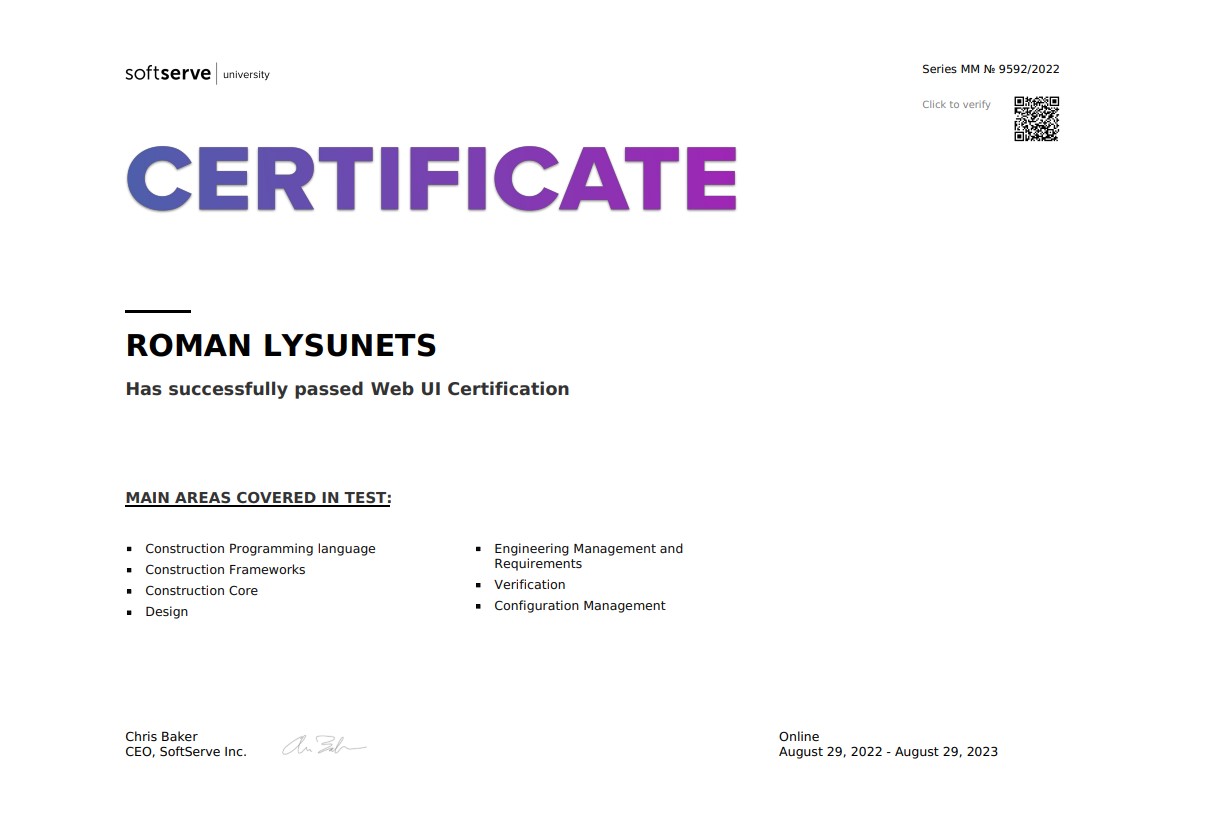 softserve university
Series MM № 9592/2022
Click to verify
CERTIFICATE
ROMAN LYSUNETS
Has successfully passed Web UI Certification
MAIN AREAS COVERED IN TEST:
Construction Programming language
Construction Frameworks
Construction Core
Design
Engineering Management and
Requirements
Verification
Configuration Management
Chris Baker
CEO, SoftServe Inc.
Online
August 29, 2022 - August 29, 2023